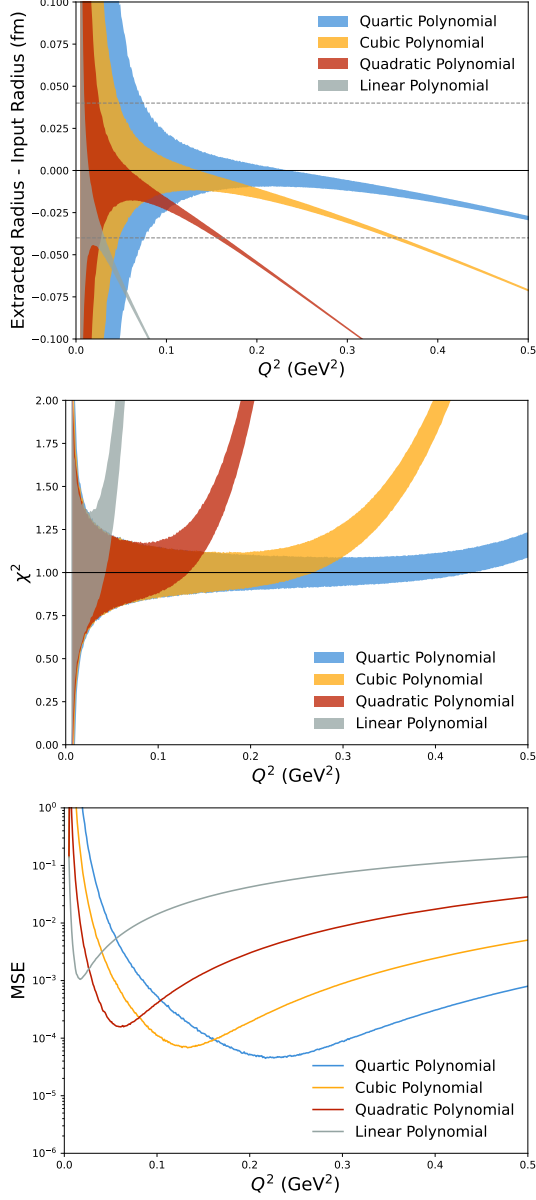 0.100
0.075
0.050
0.025
0.000
−0.025
−0.050
−0.075
−0.100
Extracted Radius - Input Radius (fm)
Quartic Polynomial
Cubic Polynomial
Quadratic Polynomial
Linear Polynomial
0.0 0.1 0.2 0.3 0.4 0.5
Q² (GeV²)
2.00
1.75
1.50
1.25
1.00
0.75
0.50
0.25
0.00
χ²
Quartic Polynomial
Cubic Polynomial
Quadratic Polynomial
Linear Polynomial
0.0 0.1 0.2 0.3 0.4 0.5
Q² (GeV²)
10⁰
10⁻¹
10⁻²
10⁻³
10⁻⁴
10⁻⁵
10⁻⁶
MSE
Quartic Polynomial
Cubic Polynomial
Quadratic Polynomial
Linear Polynomial
0.0 0.1 0.2 0.3 0.4 0.5
Q² (GeV²)